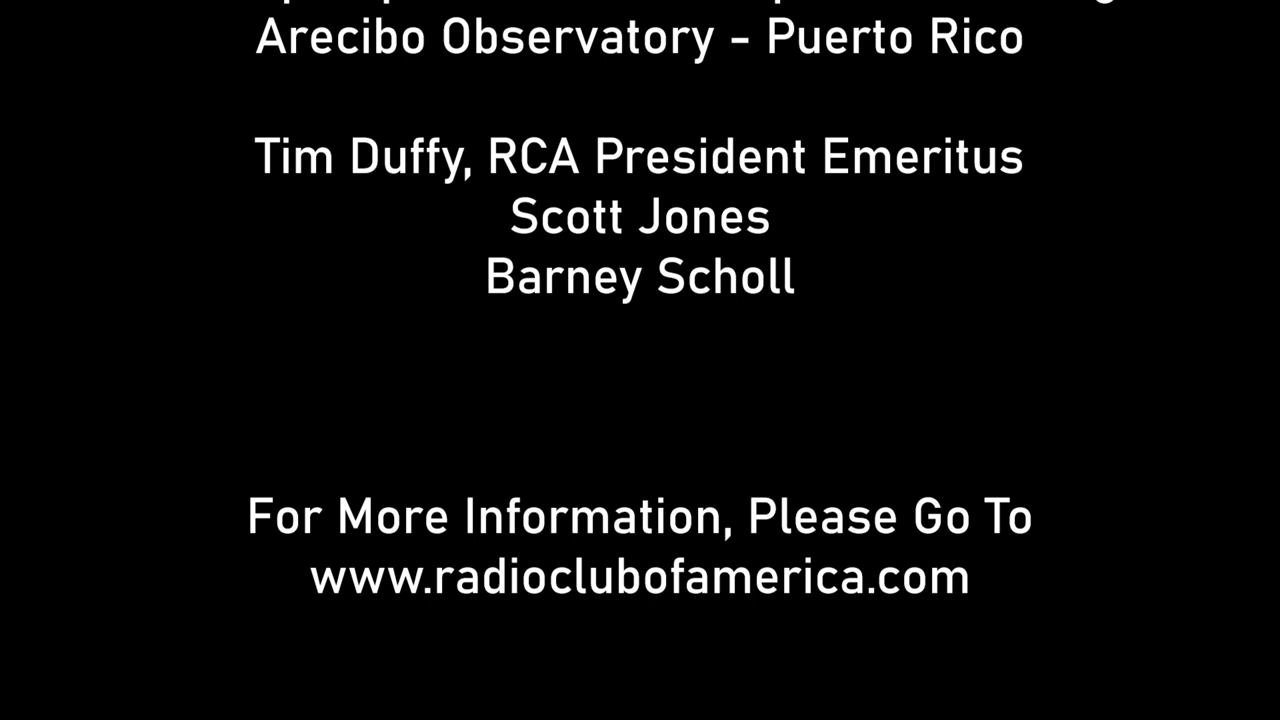 Arecibo Observatory - Puerto Rico
Tim Duffy, RCA President Emeritus
Scott Jones
Barney Scholl
For More Information, Please Go To
www.radioclubofamerica.com